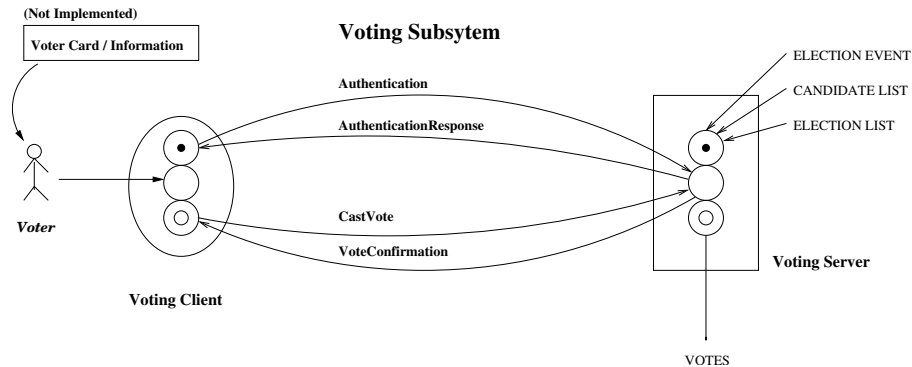 (Not Implemented)
Voter Card / Information
Voting Subsytem
Authentication
AuthenticationResponse
CastVote
VoteConfirmation
Voter
Voting Client
ELECTION EVENT
CANDIDATE LIST
ELECTION LIST
Voting Server
VOTES